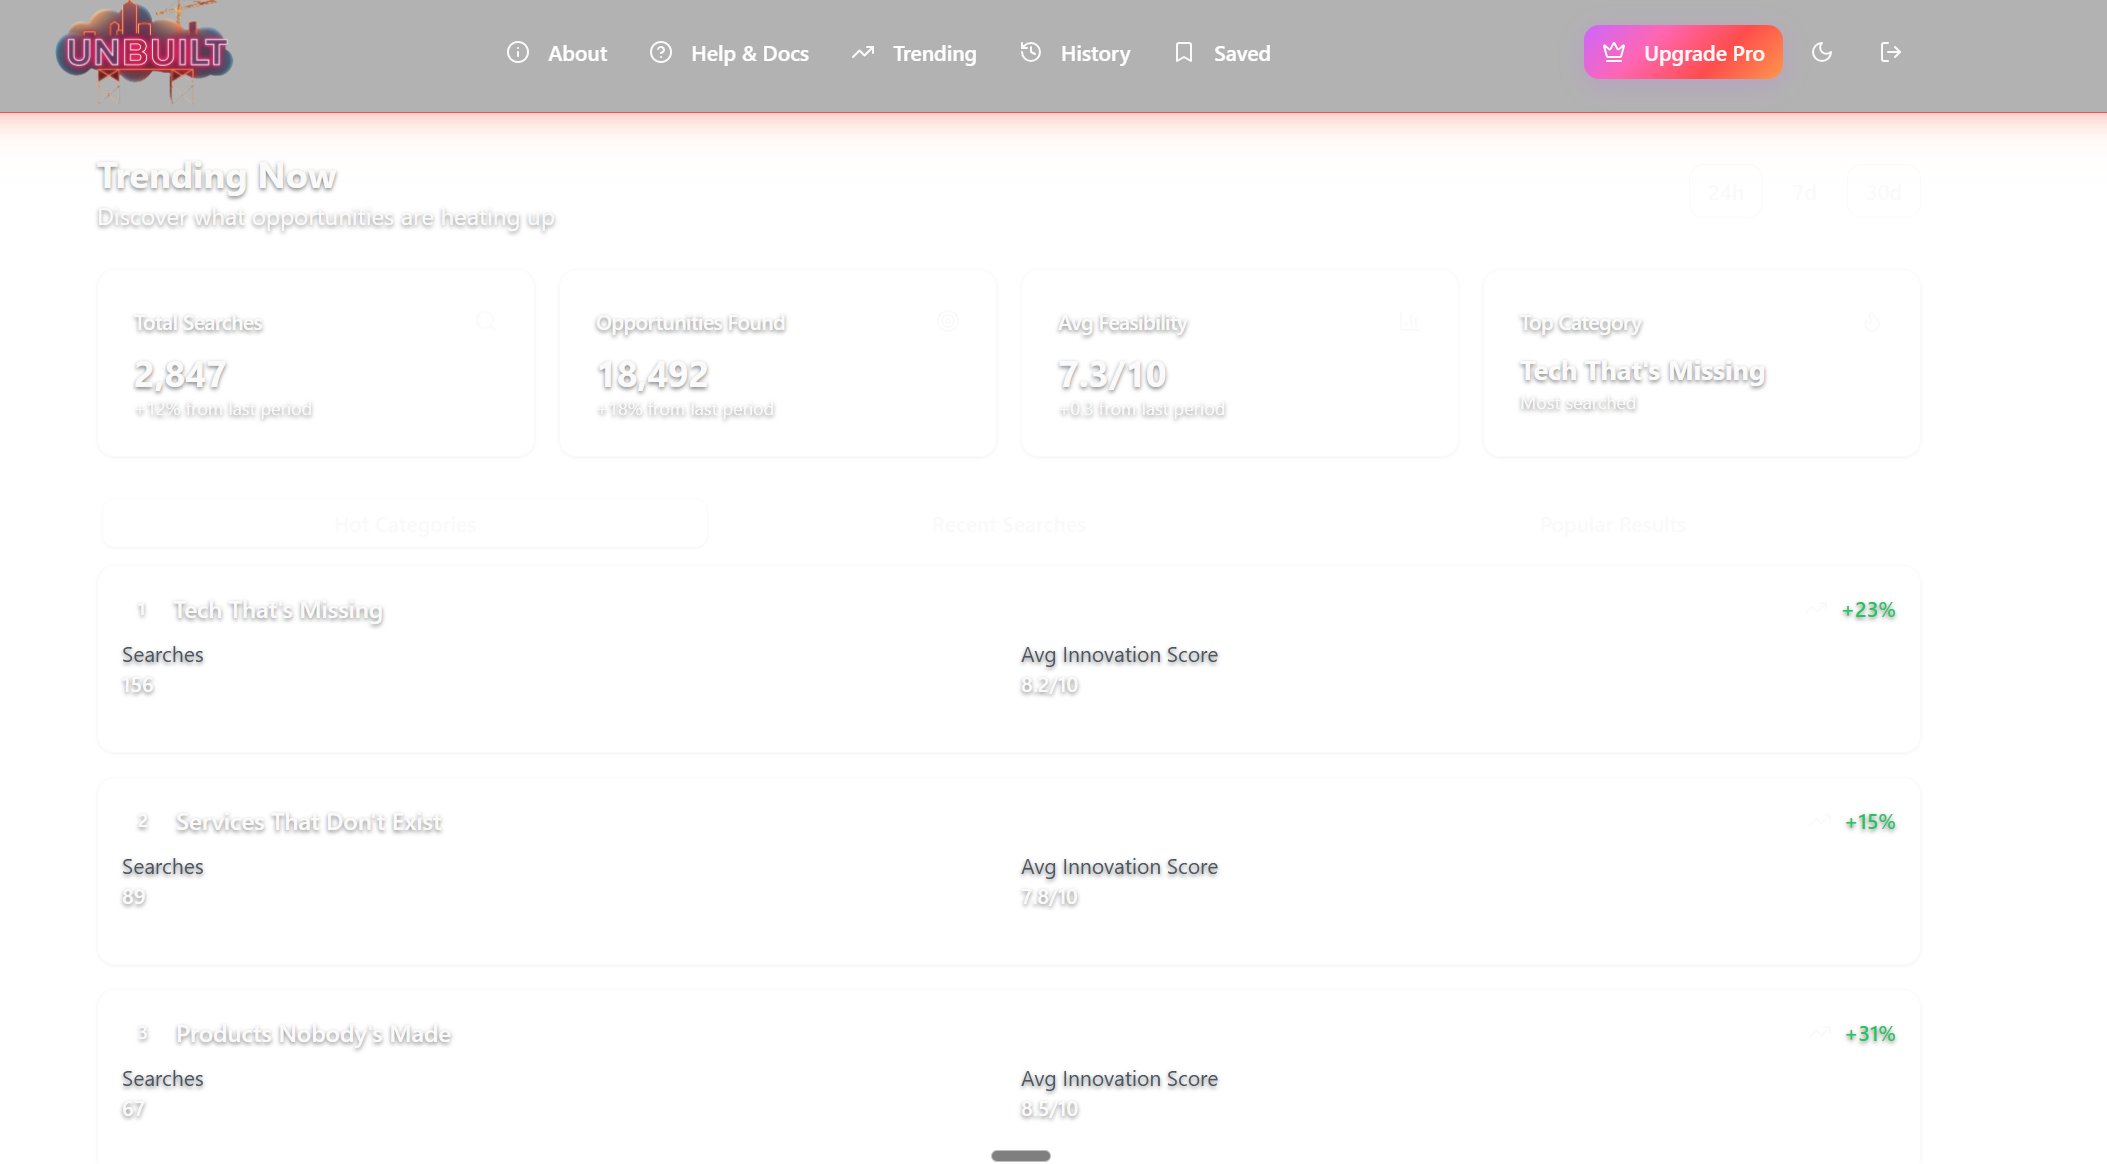 UNBUILT
About
Help & Docs
Trending
History
Saved
Upgrade Pro
Trending Now
Discover what opportunities are heating up
24h
7d
30d
Total Searches
2,847
+12% from last period
Opportunities Found
18,492
+18% from last period
Avg Feasibility
7.3/10
+0.3 from last period
Top Category
Tech That's Missing
Most searched
Hot Categories
Recent Searches
Popular Results
1 Tech That's Missing
+23%
Searches
156
Avg Innovation Score
8.2/10
2 Services That Don't Exist
+15%
Searches
89
Avg Innovation Score
7.8/10
3 Products Nobody's Made
+31%
Searches
67
Avg Innovation Score
8.5/10